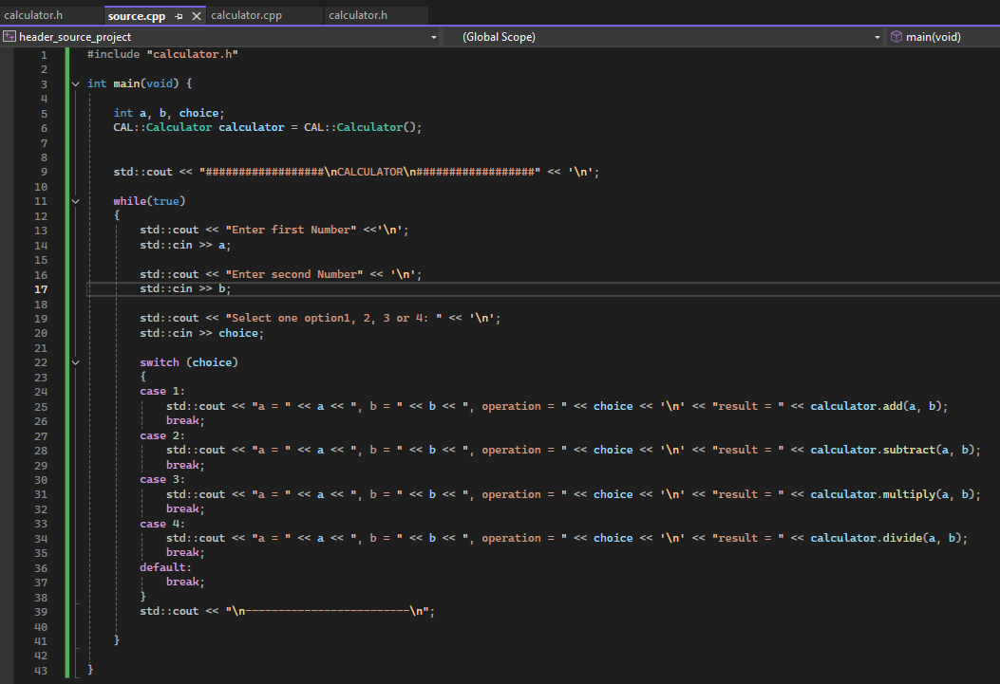 calculator.h source.cpp calculator.cpp calculator.h
header_source_project (Global Scope) main(void)
1 #include "calculator.h"
2
3 int main(void) {
4
5 int a, b, choice;
6 CAL::Calculator calculator = CAL::Calculator();
7
8
9 std::cout << "##################\nCALCULATOR\n##################" << '\n';
10
11 while(true)
12 {
13 std::cout << "Enter first Number" <<'\n';
14 std::cin >> a;
15
16 std::cout << "Enter second Number" << '\n';
17 std::cin >> b;
18
19 std::cout << "Select one option1, 2, 3 or 4: " << '\n';
20 std::cin >> choice;
21
22 switch (choice)
23 {
24 case 1:
25 std::cout << "a = " << a << ", b = " << b << ", operation = " << choice << '\n' << "result = " << calculator.add(a, b);
26 break;
27 case 2:
28 std::cout << "a = " << a << ", b = " << b << ", operation = " << choice << '\n' << "result = " << calculator.subtract(a, b);
29 break;
30 case 3:
31 std::cout << "a = " << a << ", b = " << b << ", operation = " << choice << '\n' << "result = " << calculator.multiply(a, b);
32 break;
33 case 4:
34 std::cout << "a = " << a << ", b = " << b << ", operation = " << choice << '\n' << "result = " << calculator.divide(a, b);
35 break;
36 default:
37 break;
38 }
39 std::cout << "\n-------------------------\n";
40
41 }
42
43 }